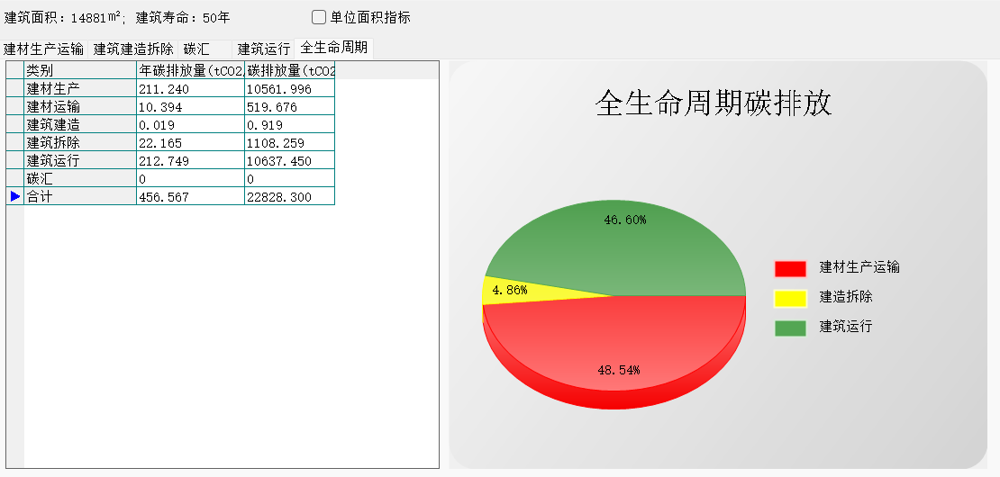 建筑面积：14881㎡; 建筑寿命：50年 单位面积指标
建材生产运输 建筑建造拆除 碳汇 建筑运行 全生命周期
类别 年碳排放量(tCO2 碳排放量(tCO2
建材生产 211.240 10561.996
建材运输 10.394 519.676
建筑建造 0.019 0.919
建筑拆除 22.165 1108.259
建筑运行 212.749 10637.450
碳汇 0 0
合计 456.567 22828.300
全生命周期碳排放
46.60%
4.86%
48.54%
建材生产运输
建造拆除
建筑运行